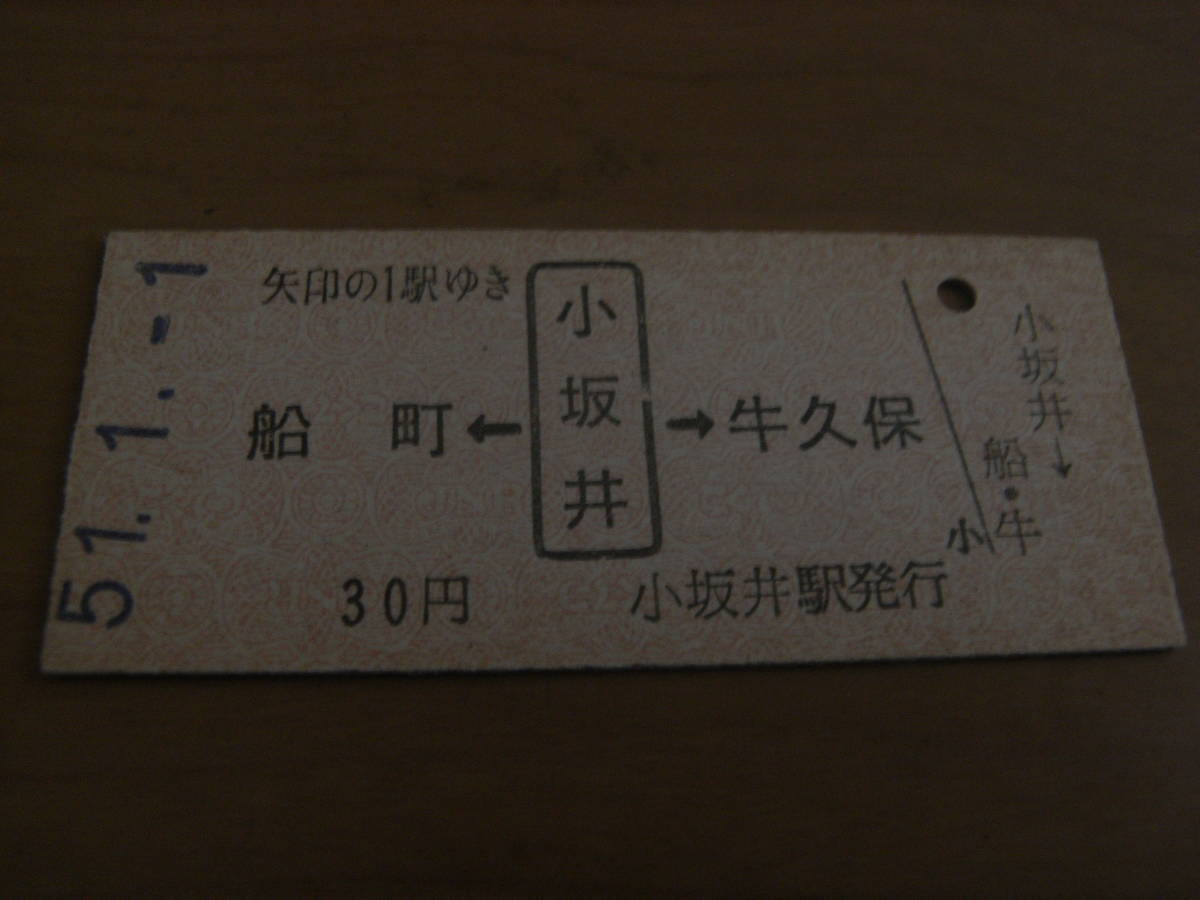 51.1.-1
矢印の1駅ゆき
船町←小坂井→牛久保
30円
小坂井駅発行
小坂井→
船・牛
小